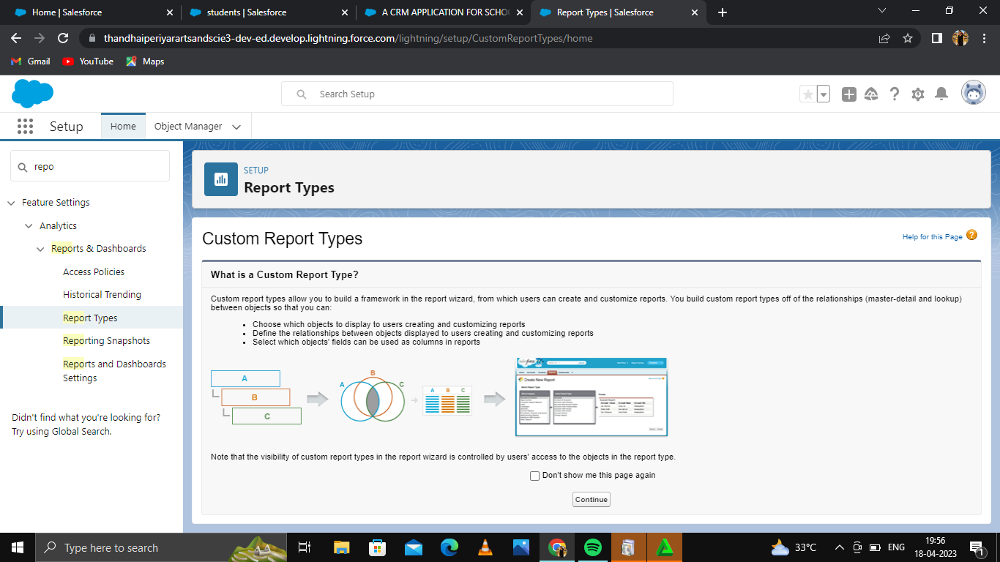 Home | Salesforce
students | Salesforce
A CRM APPLICATION FOR SCHO
Report Types | Salesforce
thandhaiperiyarartsandscie3-dev-ed.develop.lightning.force.com/lightning/setup/CustomReportTypes/home
Gmail
YouTube
Maps
Search Setup
Setup
Home
Object Manager
repo
Feature Settings
Analytics
Reports & Dashboards
Access Policies
Historical Trending
Report Types
Reporting Snapshots
Reports and Dashboards
Settings
Didn't find what you're looking for?
Try using Global Search.
SETUP
Report Types
Custom Report Types
Help for this Page
What is a Custom Report Type?
Custom report types allow you to build a framework in the report wizard, from which users can create and customize reports. You build custom report types off of the relationships (master-detail and lookup)
between objects so that you can:
Choose which objects to display to users creating and customizing reports
Define the relationships between objects displayed to users creating and customizing reports
Select which objects' fields can be used as columns in reports
A
B
C
A
B
C
A B C
Create New Report
Note that the visibility of custom report types in the report wizard is controlled by users' access to the objects in the report type.
Don't show me this page again
Continue
Type here to search
33°C
ENG
19:56
18-04-2023
1